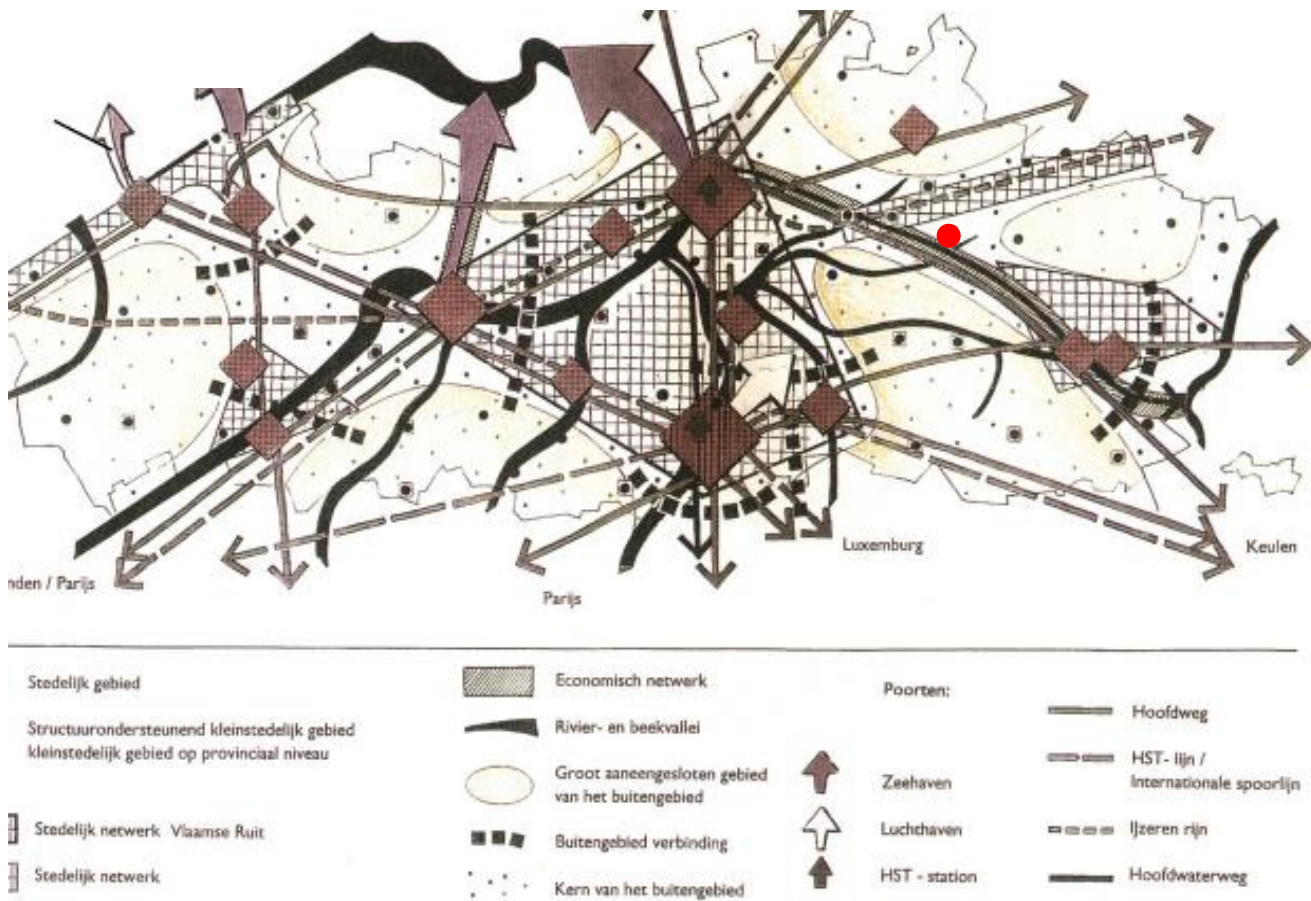 Luxemburg
Keulen
nden / Parijs
Parijs
Stedelijk gebied
Structuurondersteunend kleinstedelijk gebied
kleinstedelijk gebied op provinciaal niveau
Stedelijk netwerk Vlaamse Ruit
Stedelijk netwerk
Economisch netwerk
Rivier- en beekvallei
Groot aaneengesloten gebied
van het buitengebied
Buitengebied verbinding
Kern van het buitengebied
Poorten:
Zeehaven
Luchthaven
HST - station
Hoofdweg
HST- lijn /
Internationale spoorlijn
IJzeren rijn
Hoofdwaterweg